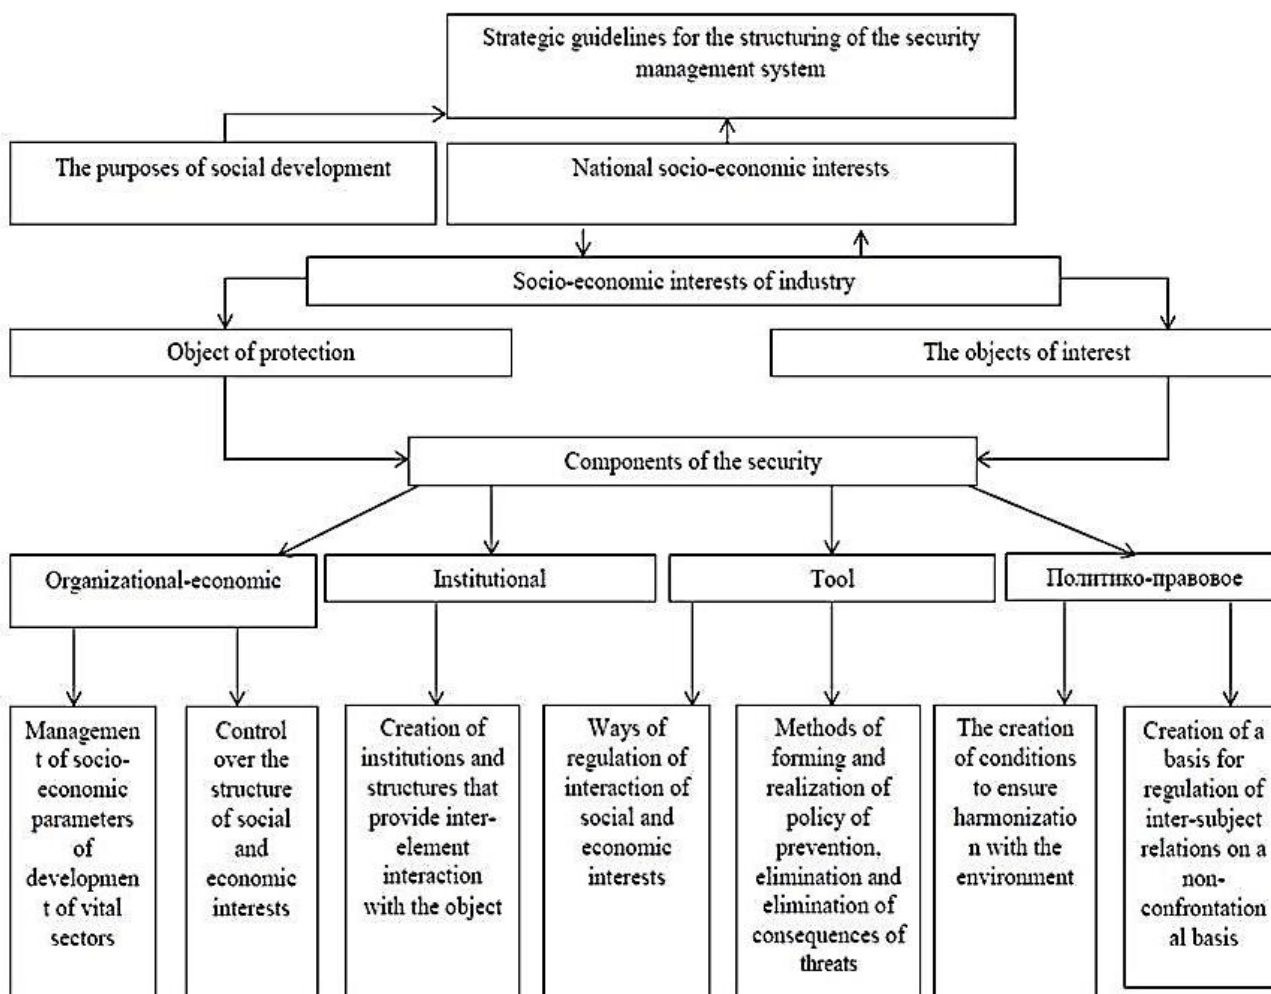 Strategic guidelines for the structuring of the security
management system
The purposes of social development
National socio-economic interests
Socio-economic interests of industry
Object of protection
The objects of interest
Components of the security
Organizational-economic
Institutional
Tool
Политико-правовое
Managemen
t of socio-
economic
parameters
of
developmen
t of vital
sectors
Control
over the
structure
of social
and
economic
interests
Creation of
institutions and
structures that
provide inter-
element
interaction
with the object
Ways of
regulation of
interaction of
social and
economic
interests
Methods of
forming and
realization of
policy of
prevention,
elimination and
elimination of
consequences of
threats
The creation
of conditions
to ensure
harmonizatio
n with the
environment
Creation of a
basis for
regulation of
inter-subject
relations on a
non-
confrontation
al basis